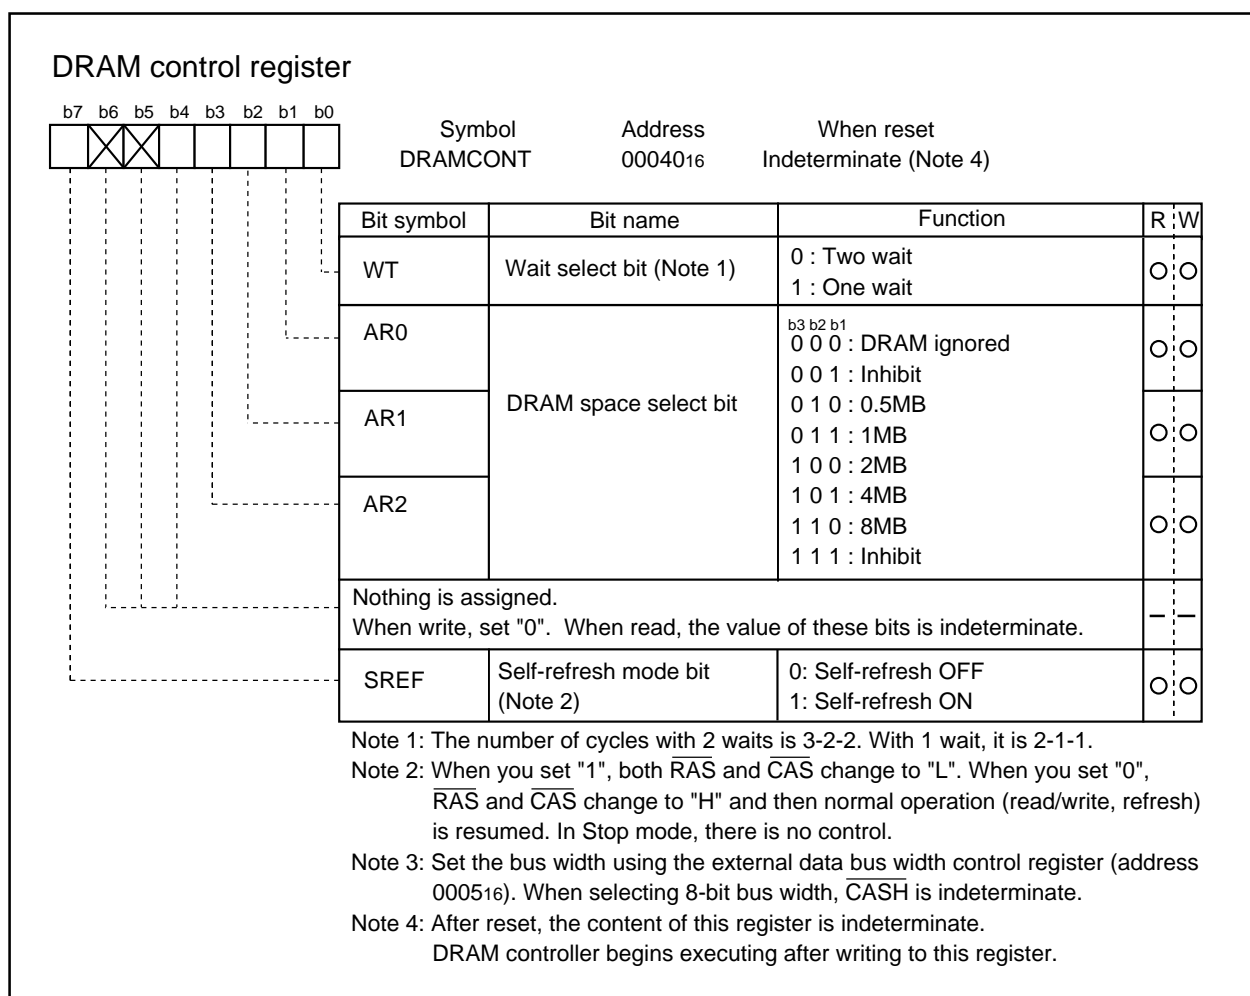 DRAM control register
b7 b6 b5 b4 b3 b2 b1 b0
Symbol Address When reset
DRAMCONT 00040₁₆ Indeterminate (Note 4)
Bit symbol Bit name Function R W
WT Wait select bit (Note 1) 0 : Two wait
1 : One wait
AR0 DRAM space select bit b3 b2 b1
0 0 0 : DRAM ignored
0 0 1 : Inhibit
AR1 0 1 0 : 0.5MB
0 1 1 : 1MB
1 0 0 : 2MB
AR2 1 0 1 : 4MB
1 1 0 : 8MB
1 1 1 : Inhibit
Nothing is assigned.
When write, set "0". When read, the value of these bits is indeterminate. – –
SREF Self-refresh mode bit 0: Self-refresh OFF
(Note 2) 1: Self-refresh ON
Note 1: The number of cycles with 2 waits is 3-2-2. With 1 wait, it is 2-1-1.
Note 2: When you set "1", both R̅A̅S̅ and C̅A̅S̅ change to "L". When you set "0",
R̅A̅S̅ and C̅A̅S̅ change to "H" and then normal operation (read/write, refresh)
is resumed. In Stop mode, there is no control.
Note 3: Set the bus width using the external data bus width control register (address
0005₁₆). When selecting 8-bit bus width, C̅A̅S̅H̅ is indeterminate.
Note 4: After reset, the content of this register is indeterminate.
DRAM controller begins executing after writing to this register.